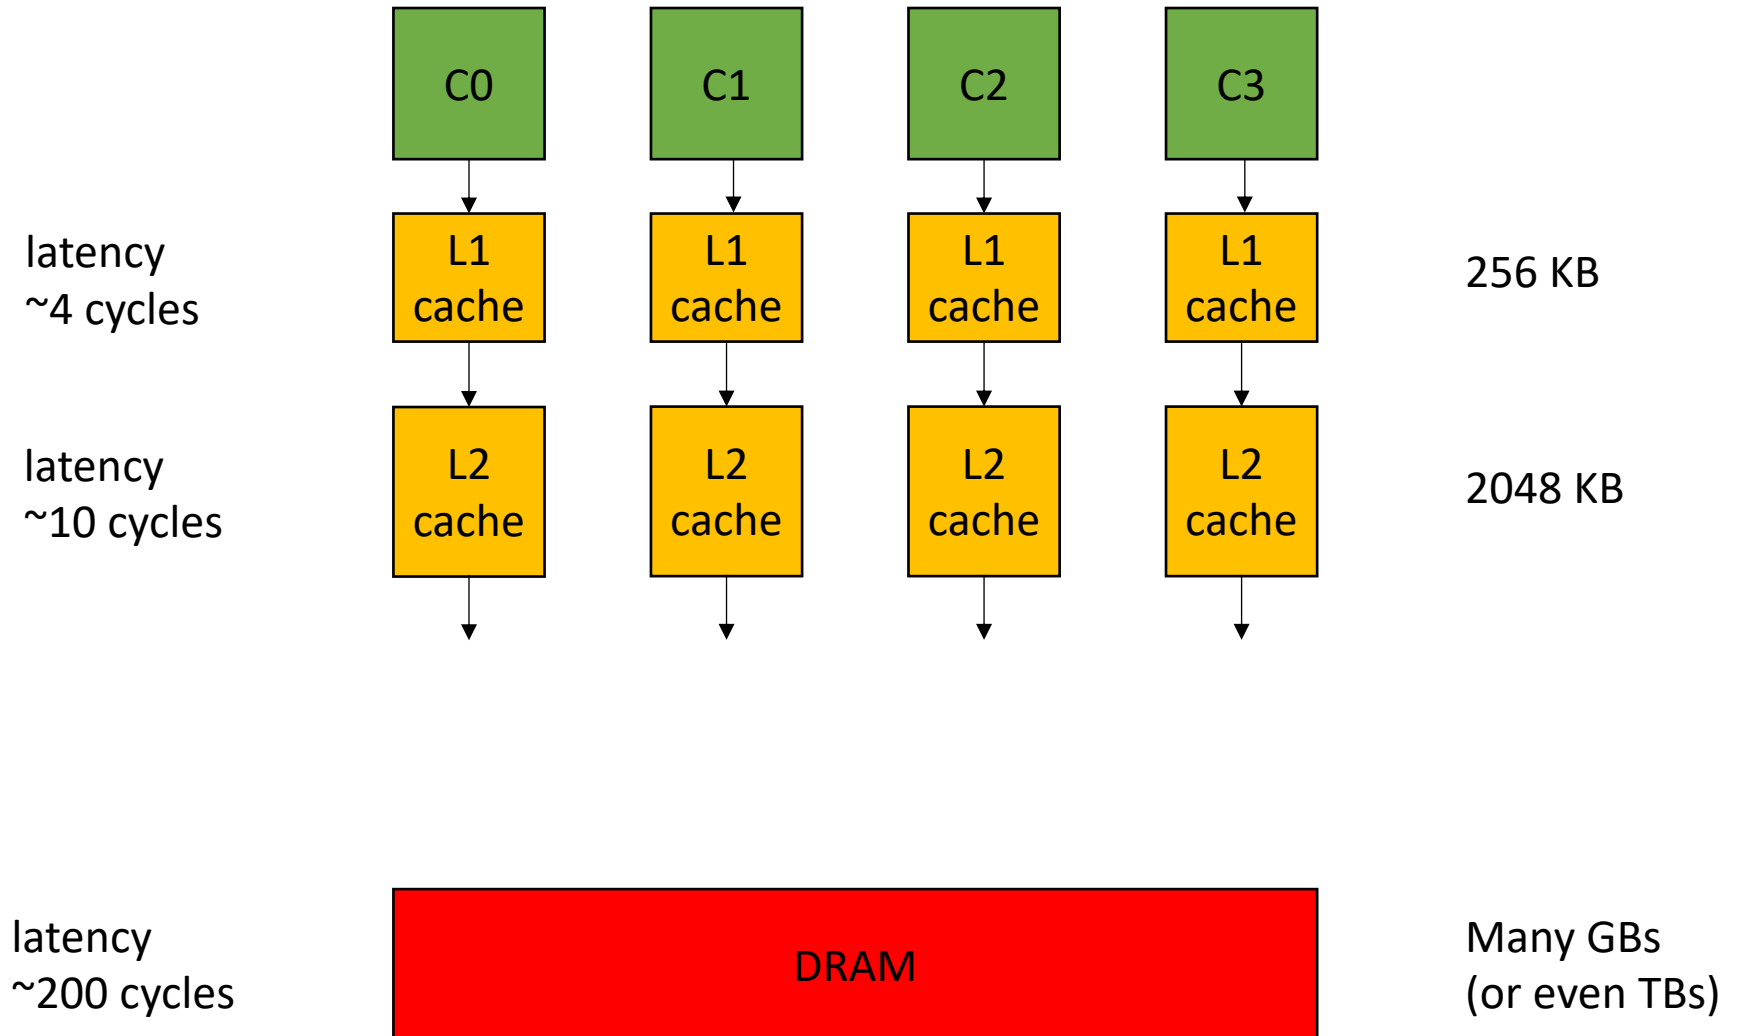 C0
C1
C2
C3
latency
~4 cycles
L1
cache
L1
cache
L1
cache
L1
cache
256 KB
latency
~10 cycles
L2
cache
L2
cache
L2
cache
L2
cache
2048 KB
latency
~200 cycles
DRAM
Many GBs
(or even TBs)